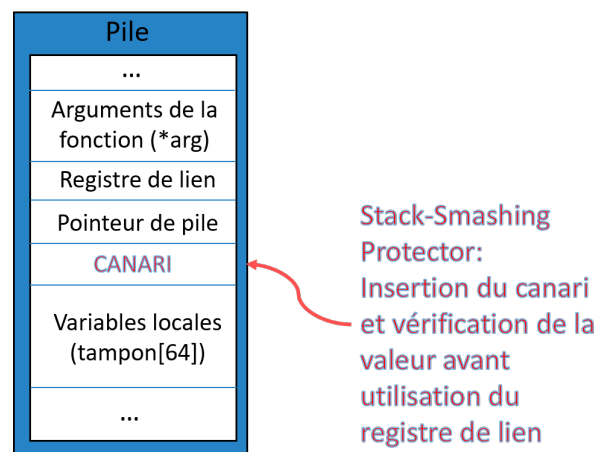 Pile
...
Arguments de la
fonction (*arg)
Registre de lien
Pointeur de pile
CANARI
Variables locales
(tampon[64])
...
Stack-Smashing
Protector:
Insertion du canari
et vérification de la
valeur avant
utilisation du
registre de lien